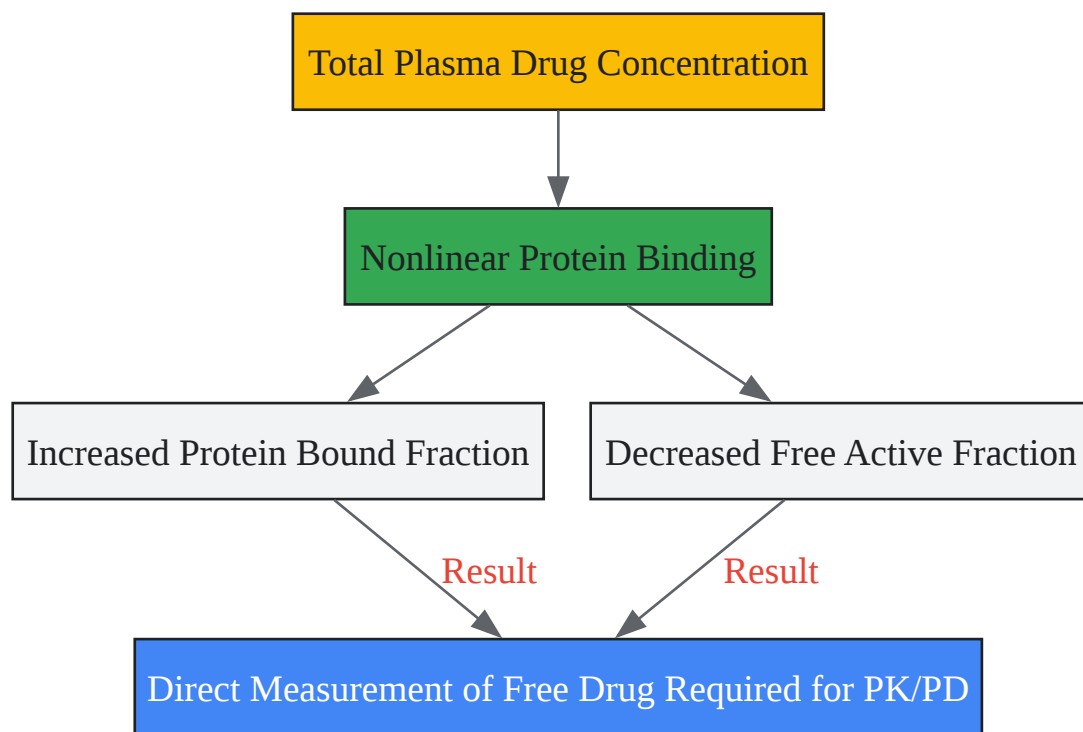 Total Plasma Drug Concentration
Nonlinear Protein Binding
Increased Protein Bound Fraction
Decreased Free Active Fraction
Result
Result
Direct Measurement of Free Drug Required for PK/PD